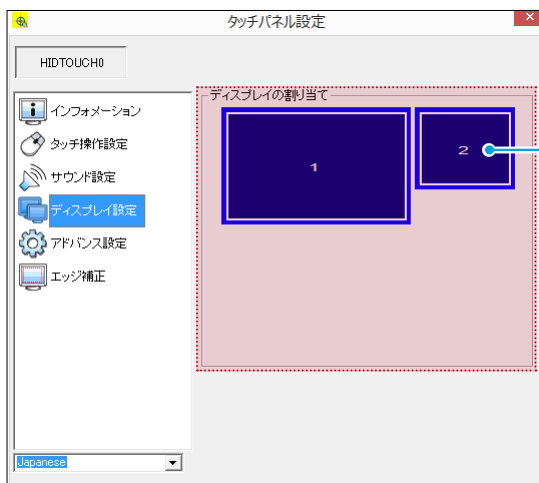 タッチパネル設定
HIDTOUCH0
インフォメーション
タッチ操作設定
サウンド設定
ディスプレイ設定
アドバンス設定
エッジ補正
Japanese
ディスプレイの割り当て
1
2